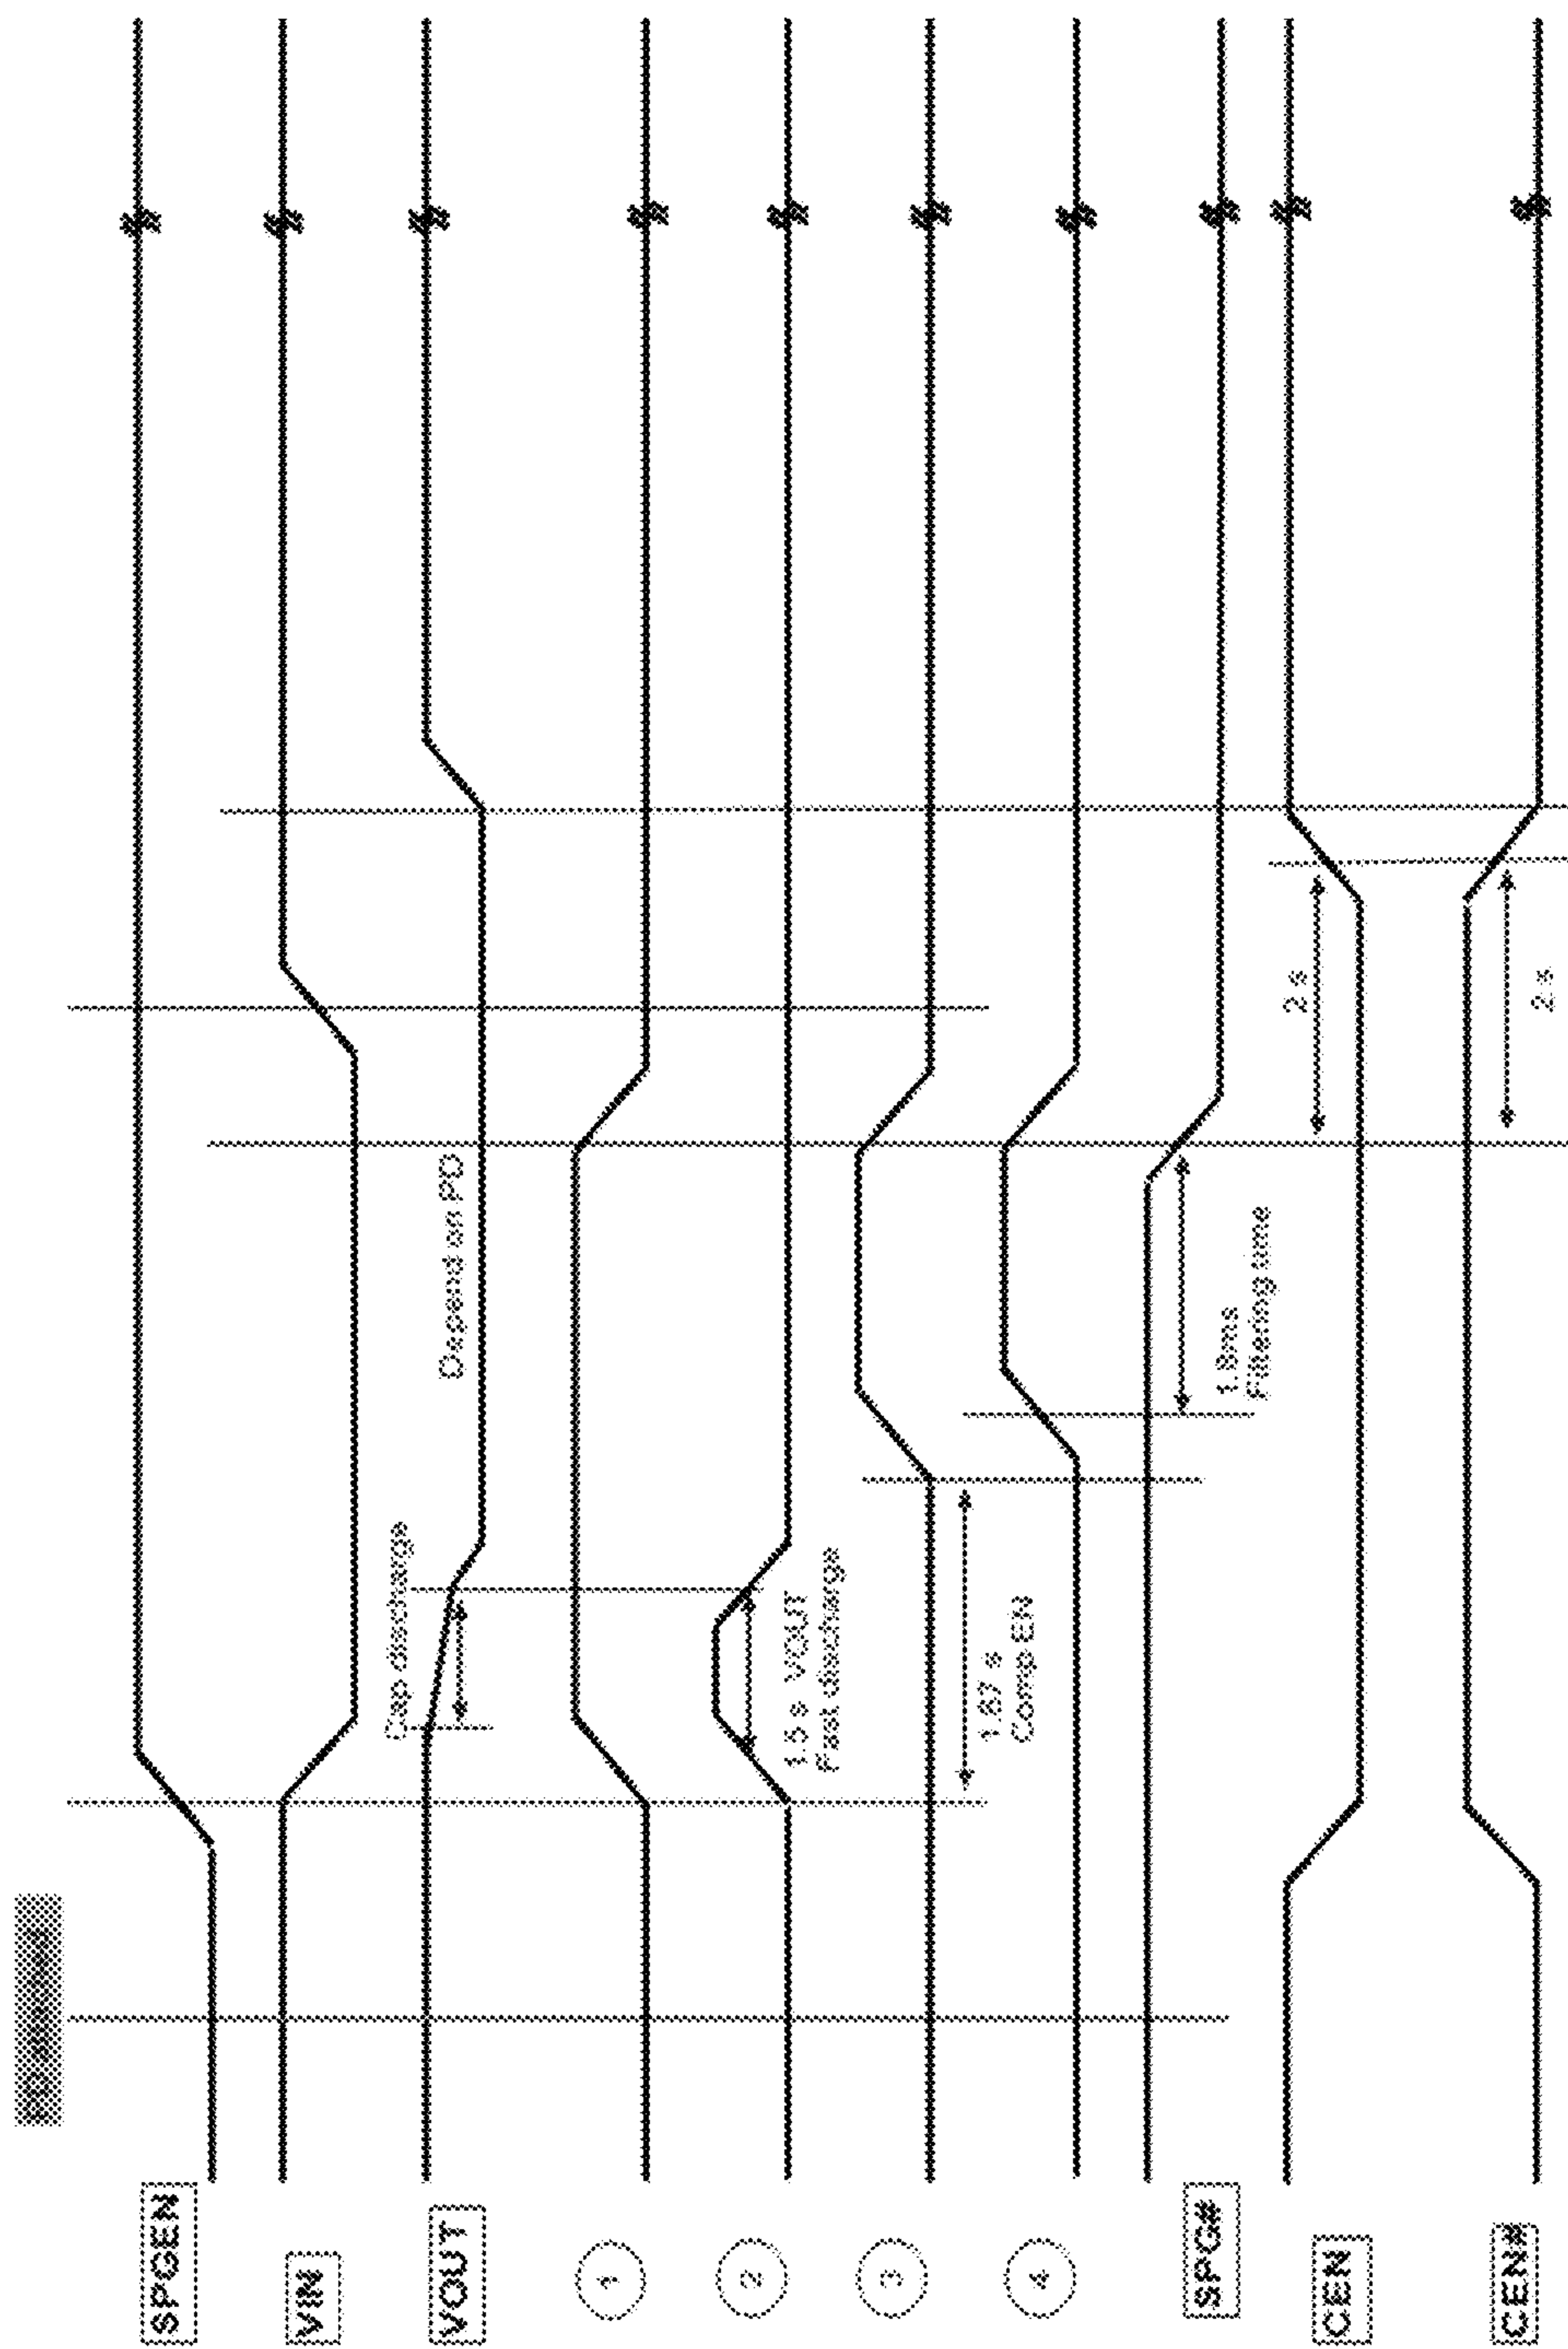 SPGEN
VIN
VOUT
Cap discharge
Depend on PD
1
2
1.5 s VOUT
Fast discharge
3
1.67 s
Comp EN
4
SPG#
1.8ms
Filtering time
CEN
2 s
CEN#
2 s